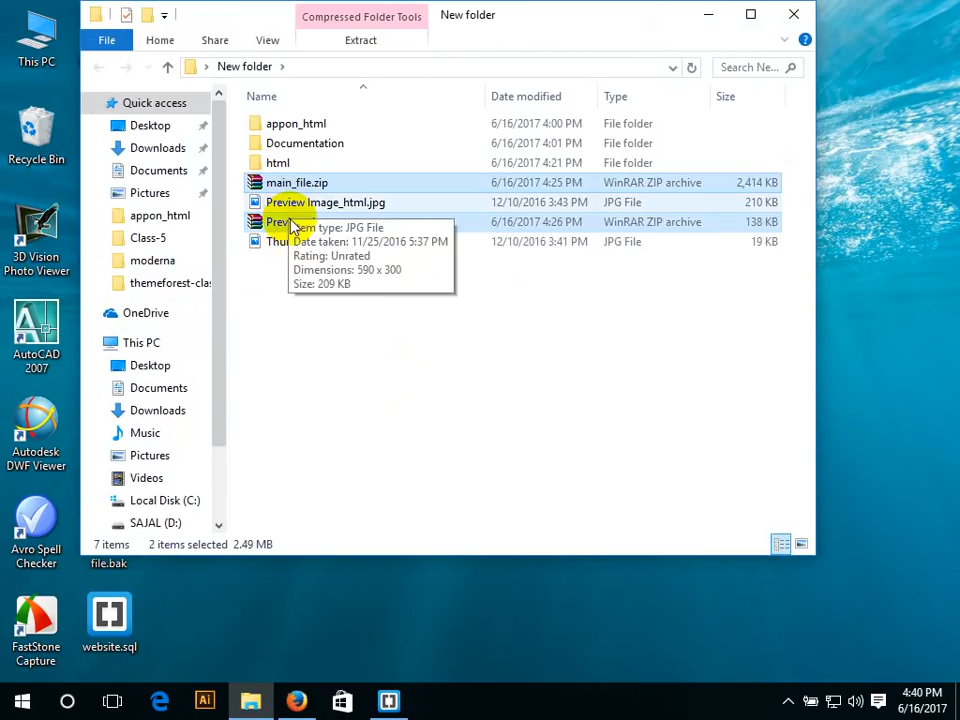 This PC
Recycle Bin
3D Vision
Photo Viewer
AutoCAD
2007
Autodesk
DWF Viewer
Avro Spell
Checker
file.bak
FastStone
Capture
website.sql
Compressed Folder Tools
New folder
File
Home
Share
View
Extract
New folder
Search Ne...
Quick access
Desktop
Downloads
Documents
Pictures
appon_html
Class-5
moderna
themeforest-clas
OneDrive
This PC
Desktop
Documents
Downloads
Music
Pictures
Videos
Local Disk (C:)
SAJAL (D:)
Name Date modified Type Size
appon_html 6/16/2017 4:00 PM File folder
Documentation 6/16/2017 4:01 PM File folder
html 6/16/2017 4:21 PM File folder
main_file.zip 6/16/2017 4:25 PM WinRAR ZIP archive 2,414 KB
Preview Image_html.jpg 12/10/2016 3:43 PM JPG File 210 KB
6/16/2017 4:26 PM WinRAR ZIP archive 138 KB
12/10/2016 3:41 PM JPG File 19 KB
type: JPG File
Date taken: 11/25/2016 5:37 PM
Rating: Unrated
Dimensions: 590 x 300
Size: 209 KB
7 items 2 items selected 2.49 MB
Ai
4:40 PM
6/16/2017